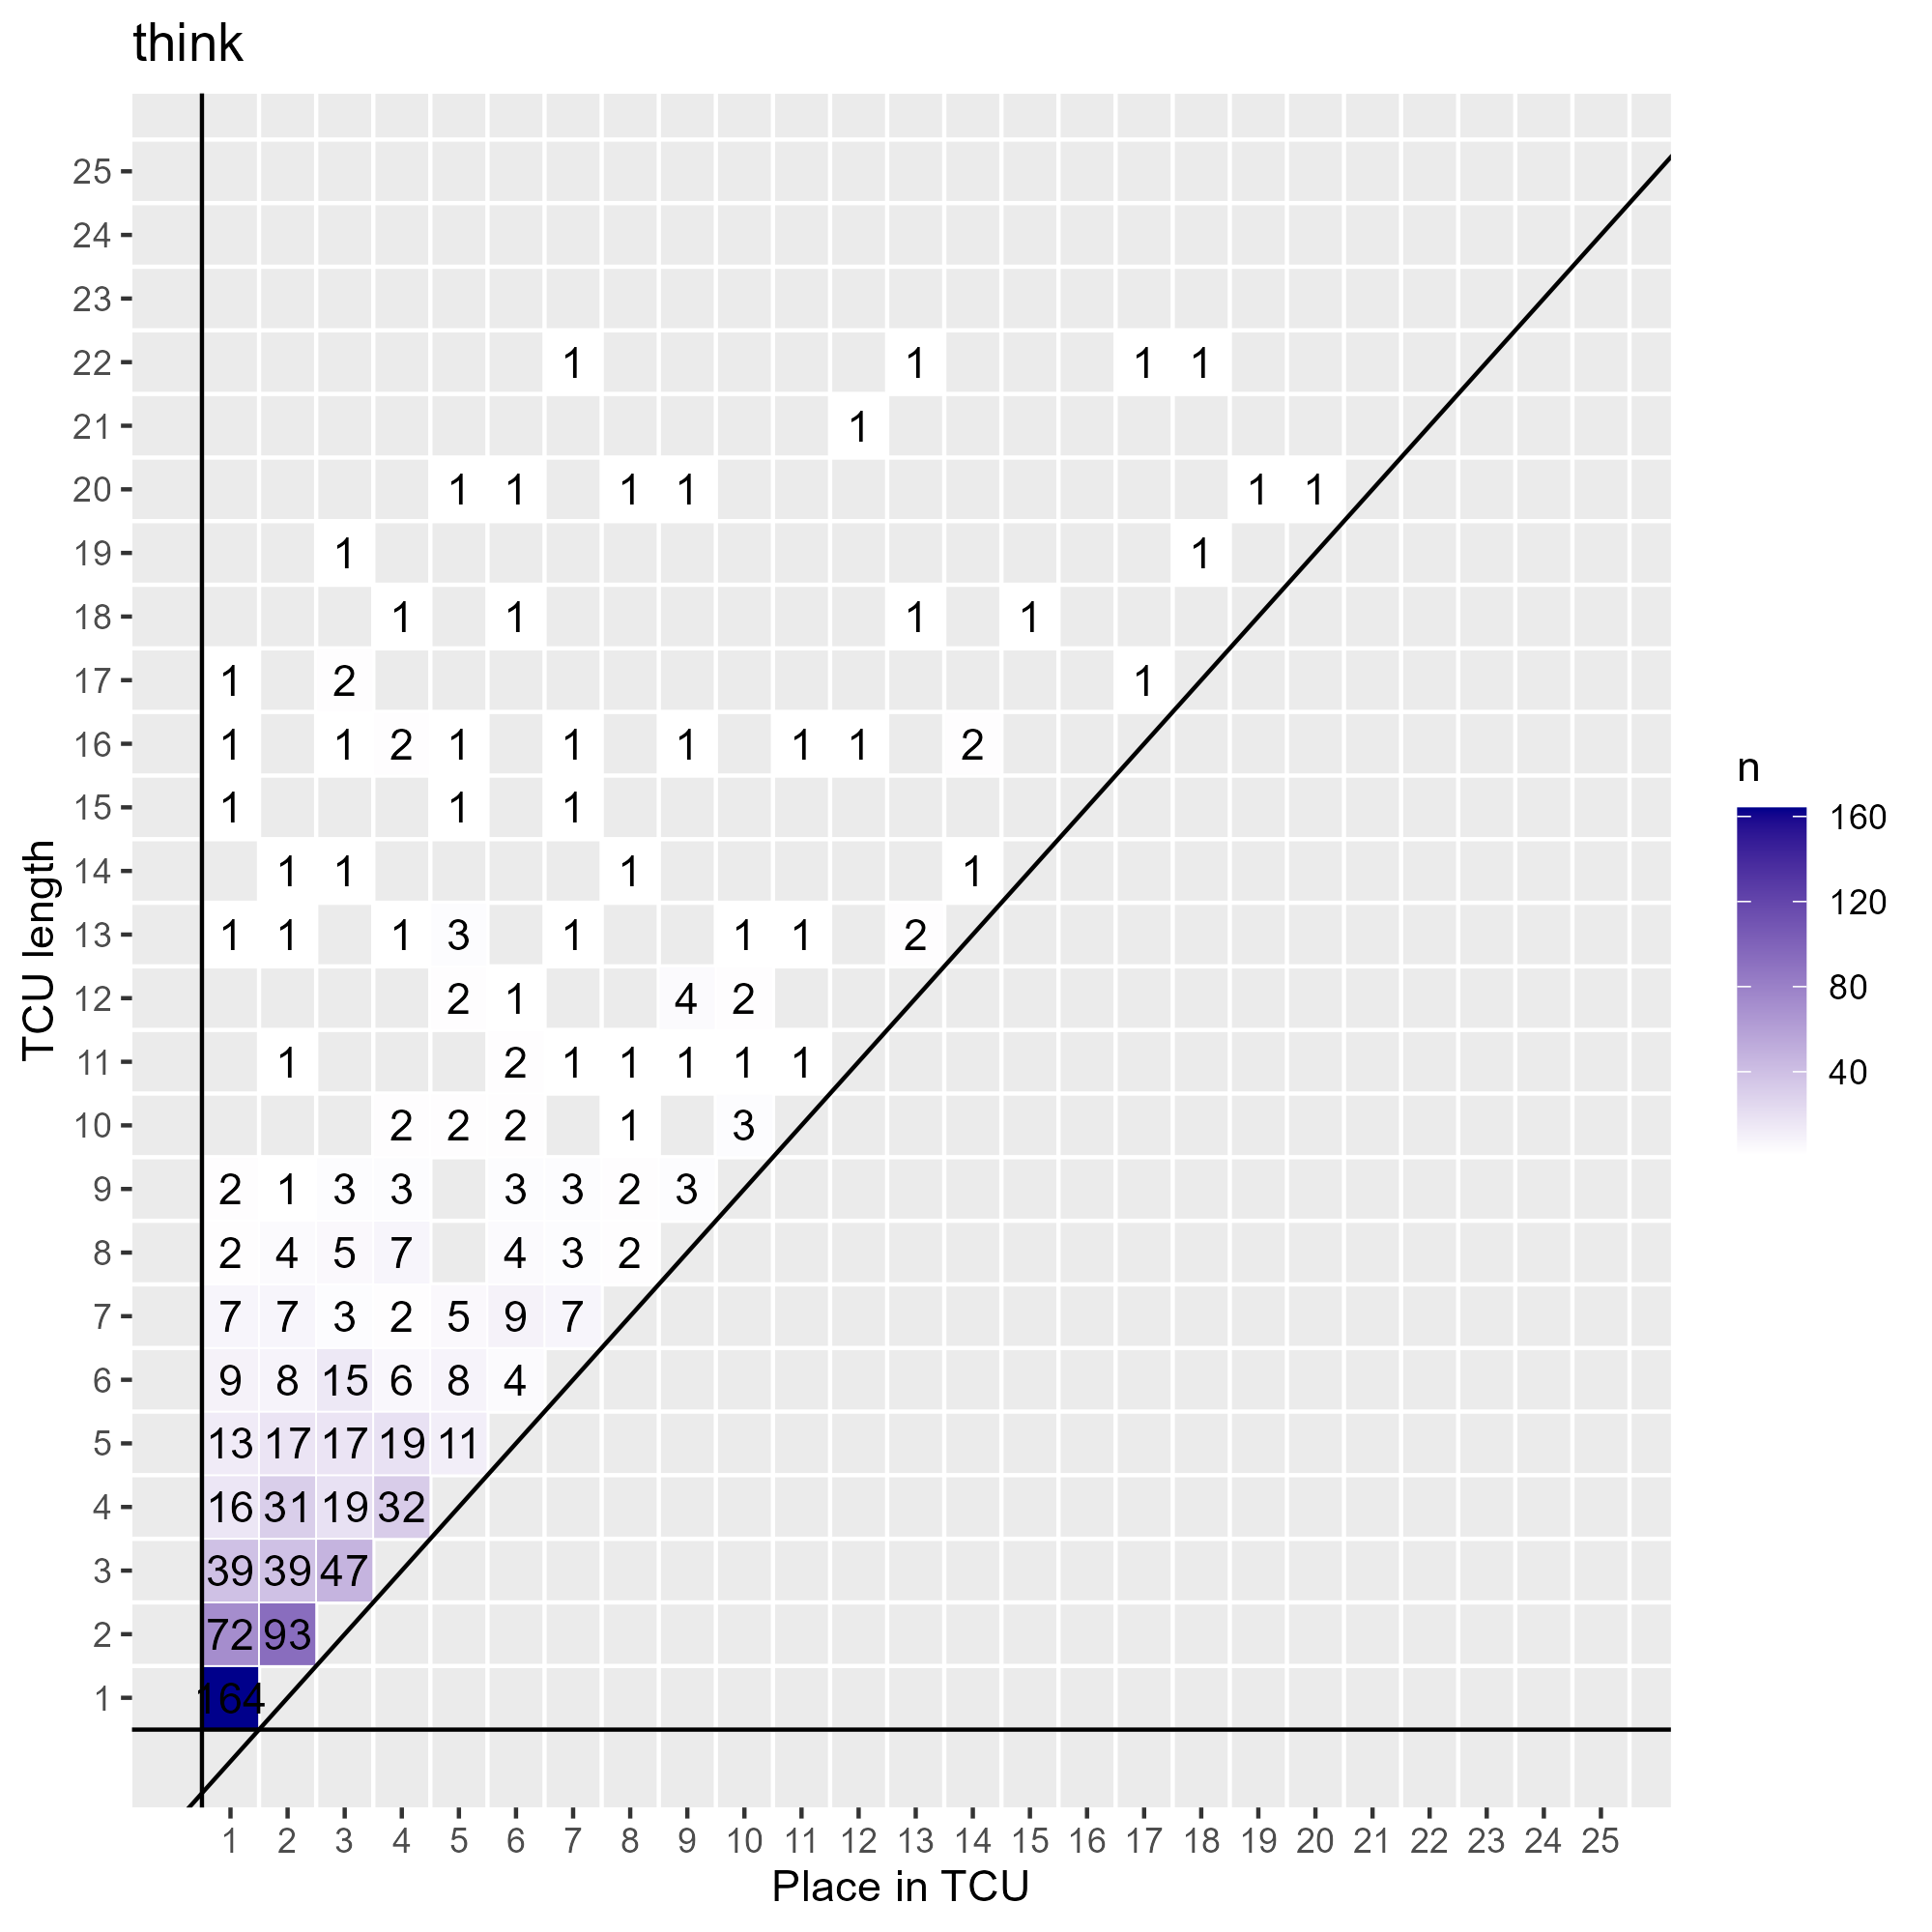 think
25
24
23
22 1 1 1 1
21 1
20 1 1 1 1 1 1
19 1 1
18 1 1 1 1
17 1 2 1
16 1 1 2 1 1 1 1 1 2
15 1 1 1
14 1 1 1 1
13 1 1 1 3 1 1 1 2
12 2 1 4 2
11 1 2 1 1 1 1 1
10 2 2 2 1 3
9 2 1 3 3 3 3 2 3
8 2 4 5 7 4 3 2
7 7 7 3 2 5 9 7
6 9 8 15 6 8 4
5 13 17 17 19 11
4 16 31 19 32
3 39 39 47
2 72 93
1 164
1 2 3 4 5 6 7 8 9 10 11 12 13 14 15 16 17 18 19 20 21 22 23 24 25
Place in TCU
TCU length
n
160
120
80
40